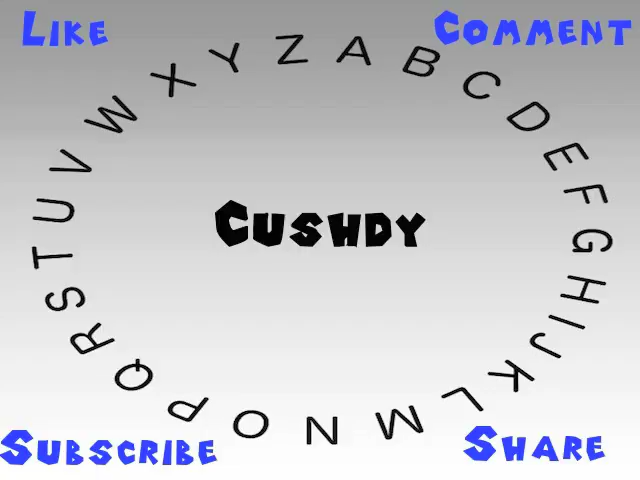 Like
Comment
A B C D E F G H I J K L M N O P Q R S T U V W X Y Z
Cushdy
Subscribe
Share